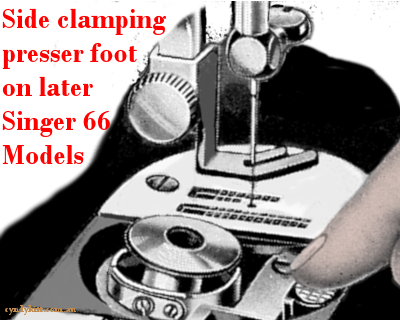 Side clamping
presser foot
on later
Singer 66
Models